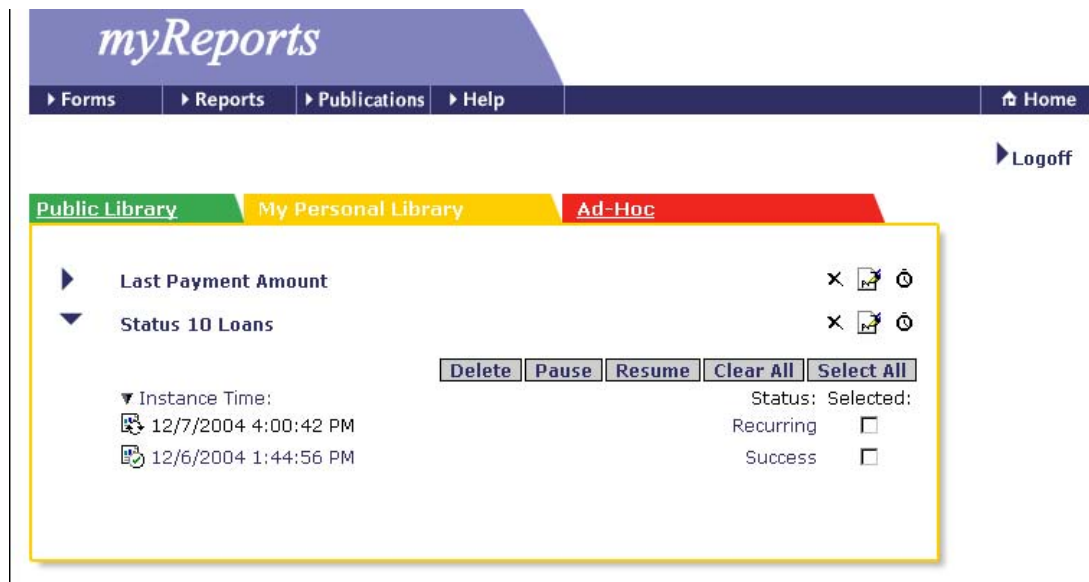 myReports
Forms Reports Publications Help Home
Logoff
Public Library My Personal Library Ad-Hoc
Last Payment Amount
Status 10 Loans
Delete Pause Resume Clear All Select All
Instance Time: Status: Selected:
12/7/2004 4:00:42 PM Recurring
12/6/2004 1:44:56 PM Success